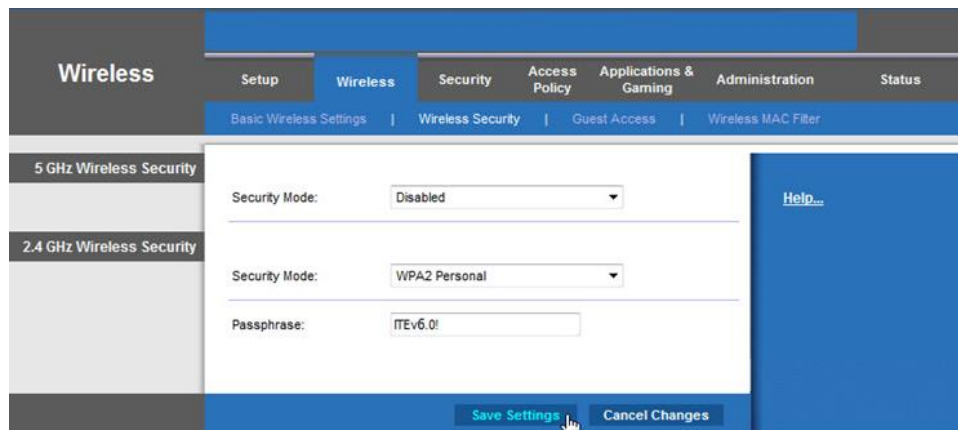 Wireless
Setup Wireless Security Access Policy Applications & Gaming Administration Status
Basic Wireless Settings | Wireless Security | Guest Access | Wireless MAC Filter
5 GHz Wireless Security
Security Mode: Disabled
Help...
2.4 GHz Wireless Security
Security Mode: WPA2 Personal
Passphrase: ITEv6.0!
Save Settings Cancel Changes